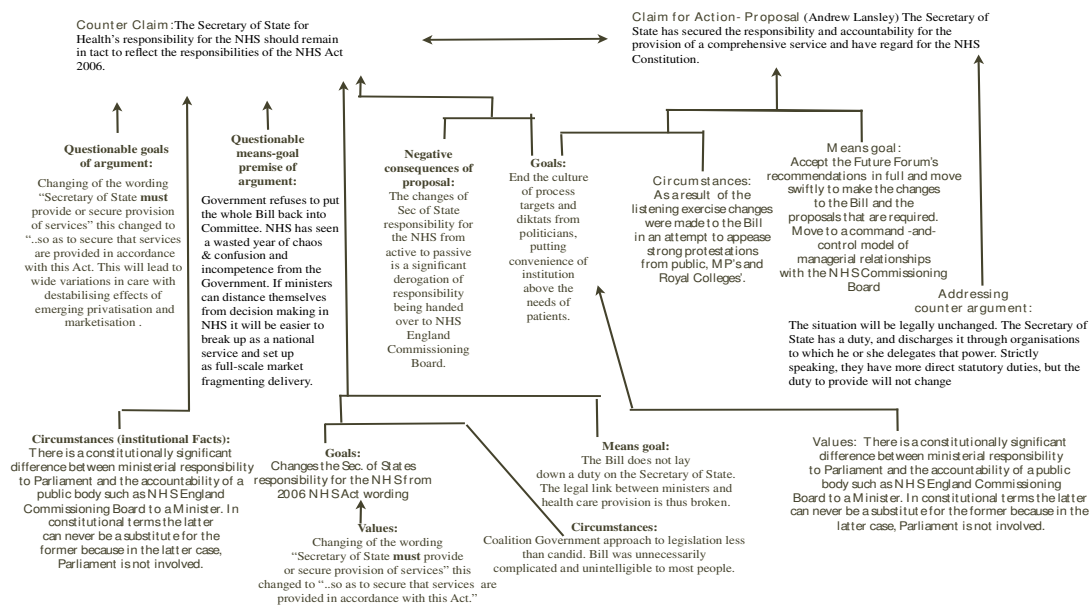 Counter Claim:The Secretary of State for
Health's responsibility for the NHS should remain
in tact to reflect the responsibilities of the NHS Act
2006.
Claim for Action- Proposal (Andrew Lansley) The Secretary of
State has secured the responsibility and accountability for the
provision of a comprehensive service and have regard for the NHS
Constitution.
Questionable goals
of argument:
Changing of the wording
"Secretary of State must
provide or secure provision
of services" this changed to
"..so as to secure that services
are provided in accordance
with this Act. This will lead to
wide variations in care with
destabilising effects of
emerging privatisation and
marketisation .
Questionable
means-goal
premise of
argument:
Government refuses to put
the whole Bill back into
Committee. NHS has seen
a wasted year of chaos
& confusion and
incompetence from the
Government. If ministers
can distance themselves
from decision making in
NHS it will be easier to
break up as a national
service and set up
as full-scale market
fragmenting delivery.
Negative
consequences of
proposal:
The changes of
Sec of State
responsibility for
the NHS from
active to passive
is a significant
derogation of
responsibility
being handed
over to NHS
England
Commissioning
Board.
Goals:
End the culture
of process
targets and
diktats from
politicians,
putting
convenience of
institution
above the
needs of
patients.
Circumstances:
As a result of the
listening exercise changes
were made to the Bill
in an attempt to appease
strong protestations
from public, MP's and
Royal Colleges'.
Means goal:
Accept the Future Forum's
recommendations in full and move
swiftly to make the changes
to the Bill and the
proposals that are required.
Move to a command -and-
control model of
managerial relationships
with the NHS Commissioning
Board
Addressing
counter argument:
The situation will be legally unchanged. The Secretary of
State has a duty, and discharges it through organisations
to which he or she delegates that power. Strictly
speaking, they have more direct statutory duties, but the
duty to provide will not change
Circumstances (institutional Facts):
There is a constitutionally significant
difference between ministerial responsibility
to Parliament and the accountability of a
public body such as NHS England
Commissioning Board to a Minister. In
constitutional terms the latter
can never be a substitute for the
former because in the latter case,
Parliament is not involved.
Goals:
Changes the Sec. of States
responsibility for the NHS from
2006 NHS Act wording
Values:
Changing of the wording
"Secretary of State must provide
or secure provision of services" this
changed to "..so as to secure that services are
provided in accordance with this Act."
Means goal:
The Bill does not lay
down a duty on the Secretary of State.
The legal link between ministers and
health care provision is thus broken.
Circumstances:
Coalition Government approach to legislation less
than candid. Bill was unnecessarily
complicated and unintelligible to most people.
Values: There is a constitutionally significant
difference between ministerial responsibility
to Parliament and the accountability of a public
body such as NHS England Commissioning
Board to a Minister. In constitutional terms the latter
can never be a substitute for the former because in the
latter case, Parliament is not involved.